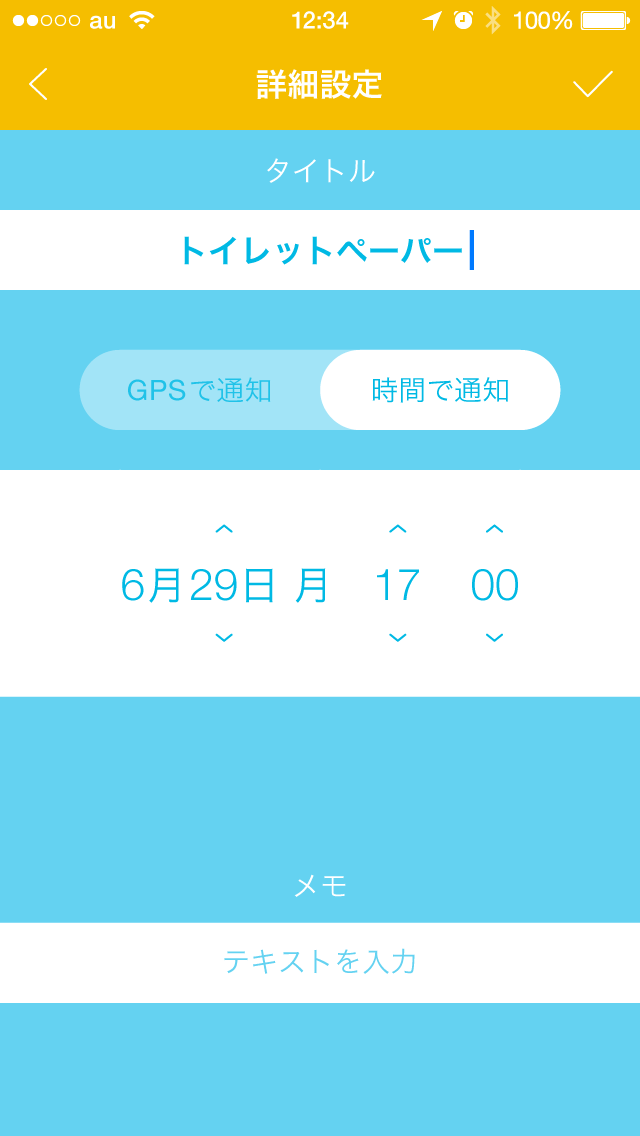 au 12:34 100%
詳細設定
タイトル
トイレットペーパー
GPSで通知 時間で通知
6月29日 月 17 00
メモ
テキストを入力